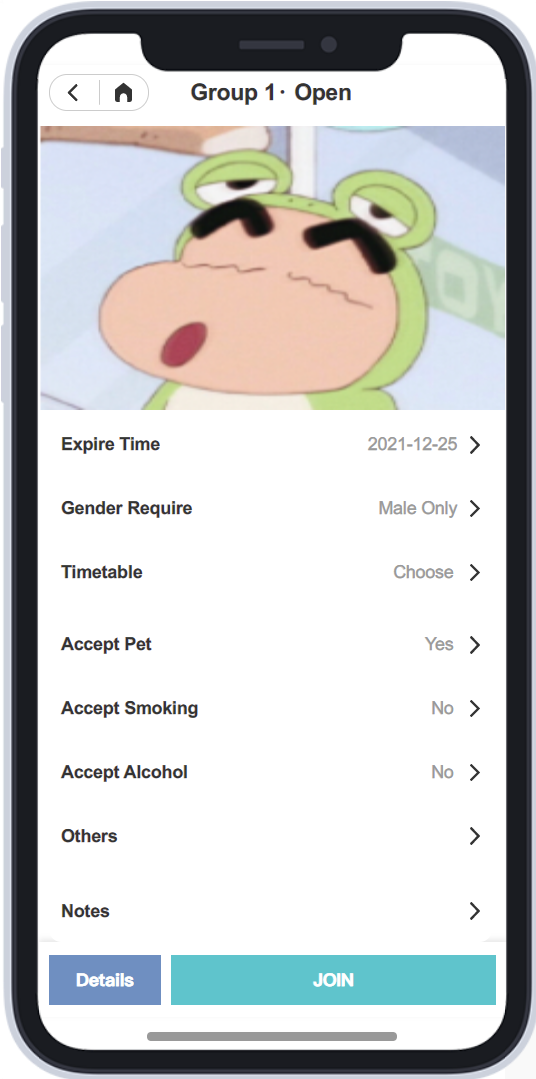 Group 1· Open
OY
Expire Time 2021-12-25
Gender Require Male Only
Timetable Choose
Accept Pet Yes
Accept Smoking No
Accept Alcohol No
Others
Notes
Details JOIN